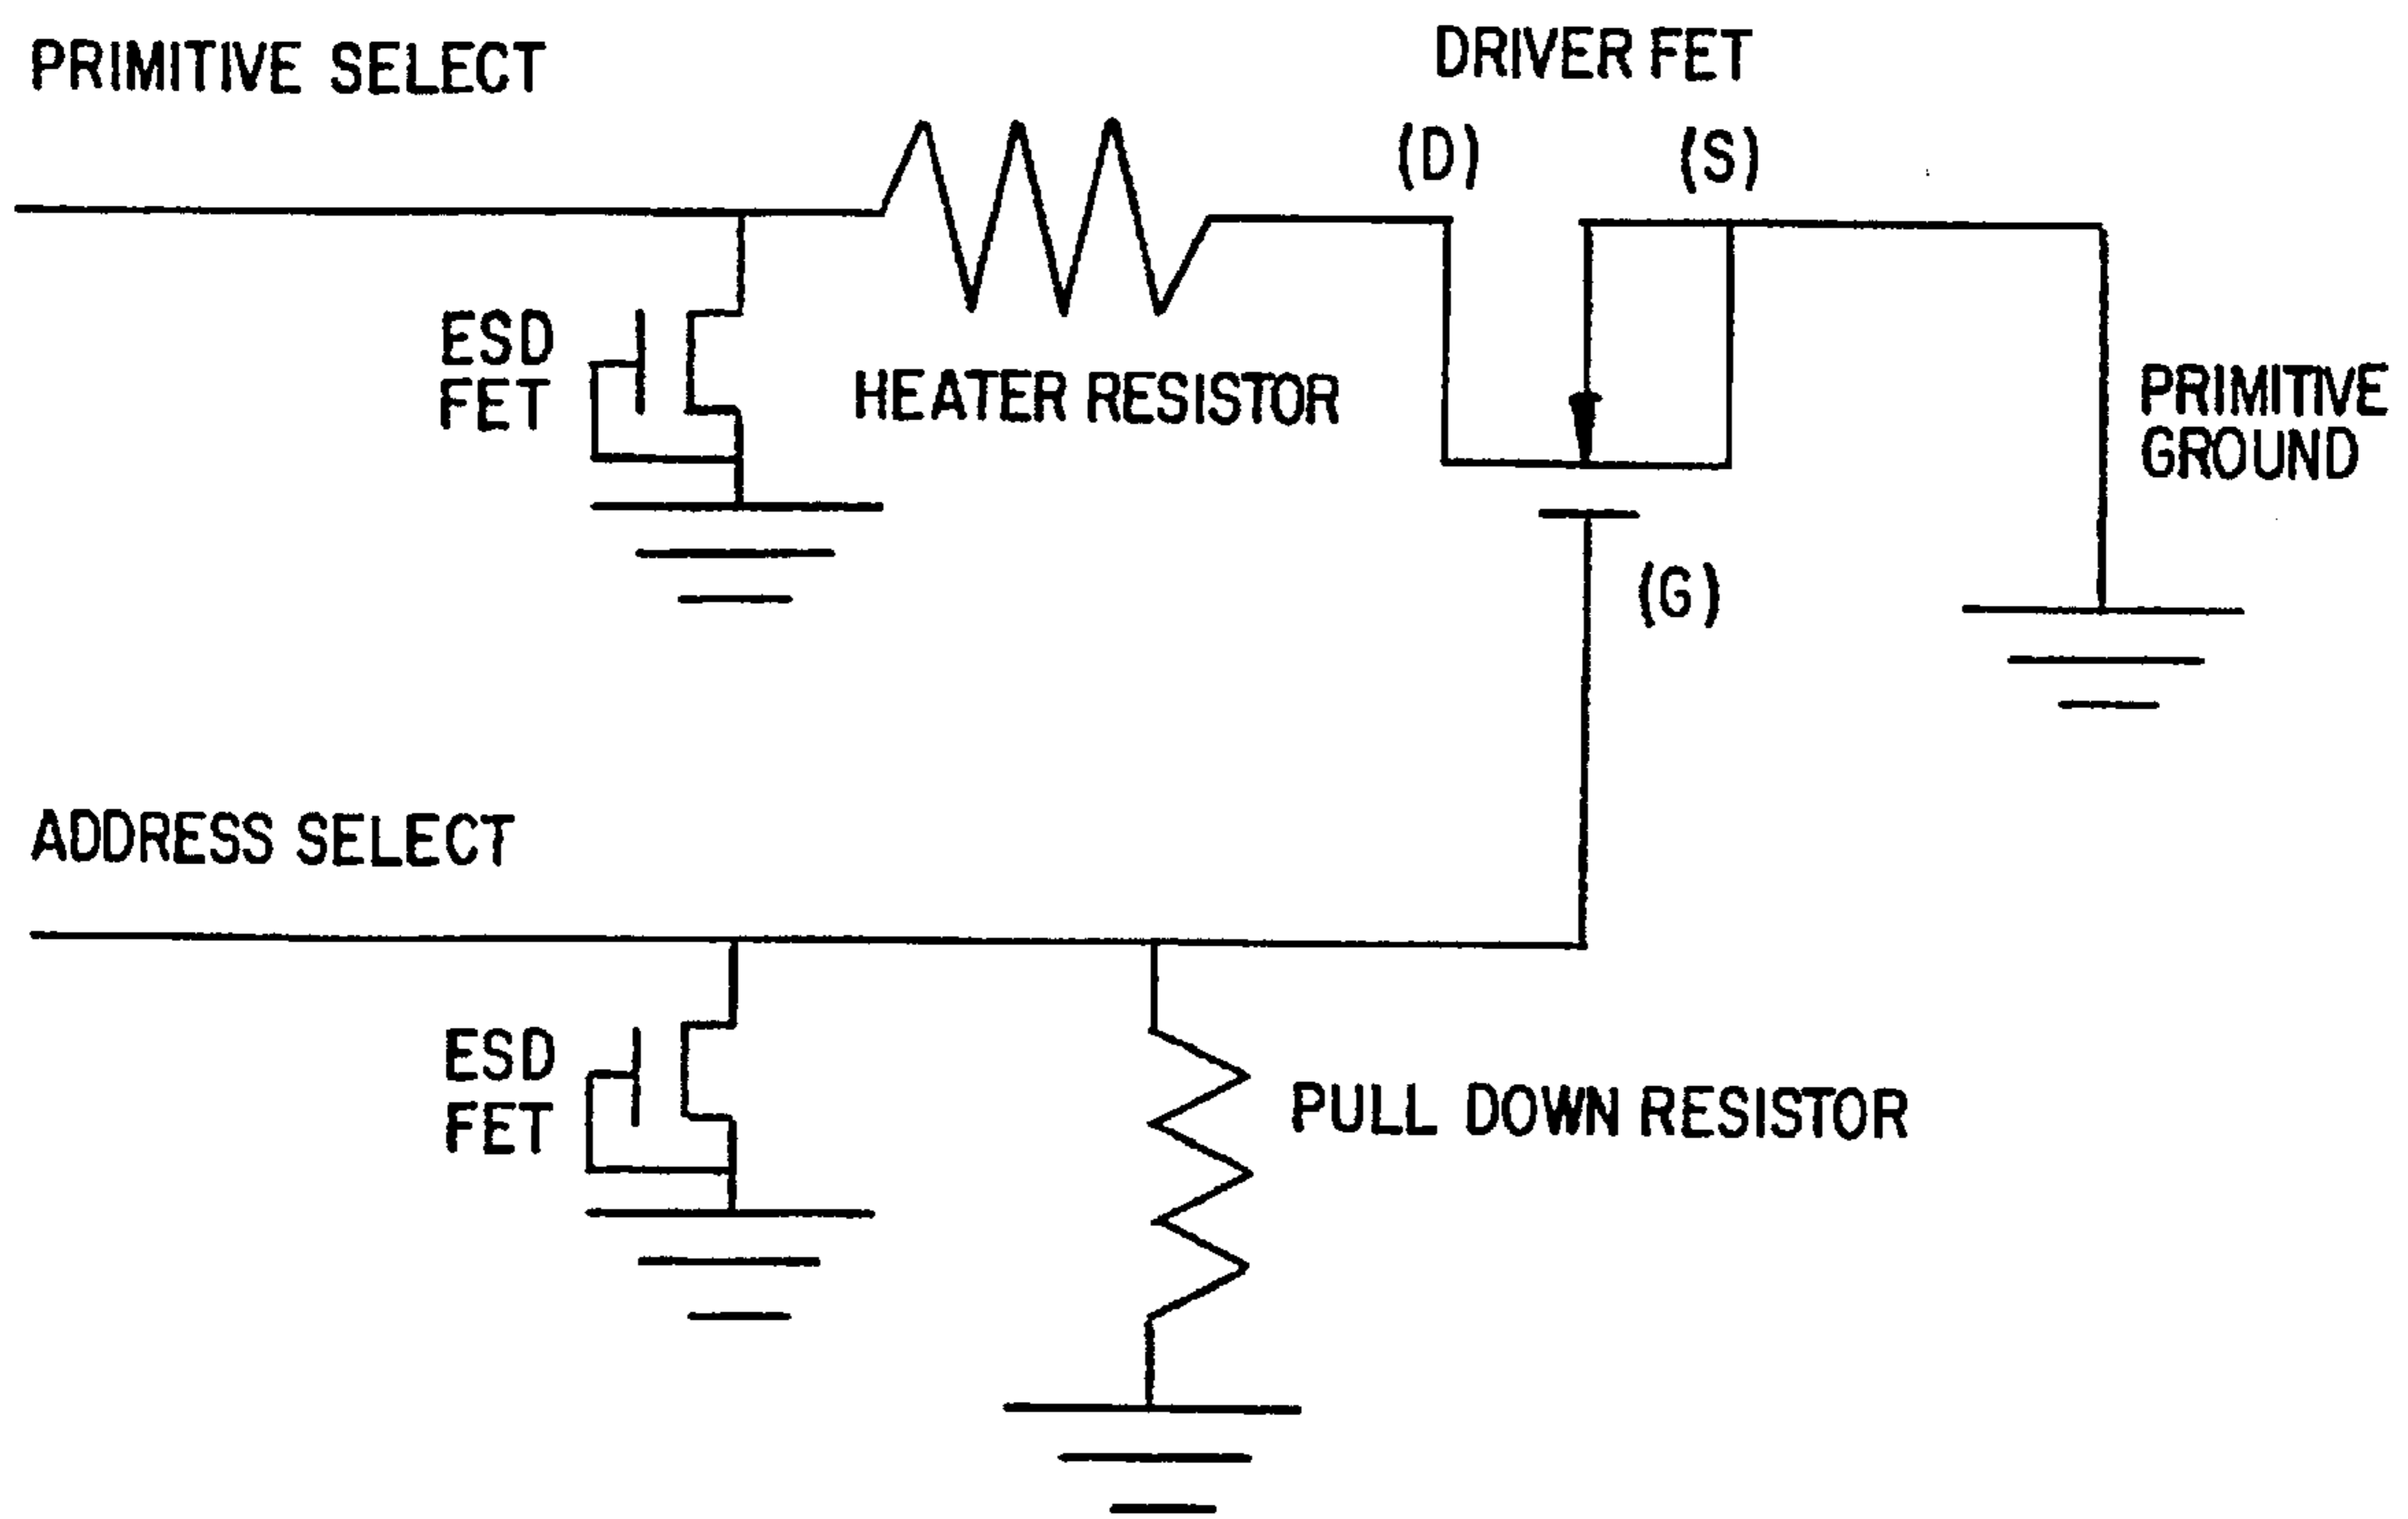 PRIMITIVE SELECT
DRIVER FET
(D)
(S)
ESD
FET
HEATER RESISTOR
PRIMITIVE
GROUND
(G)
ADDRESS SELECT
ESD
FET
PULL DOWN RESISTOR